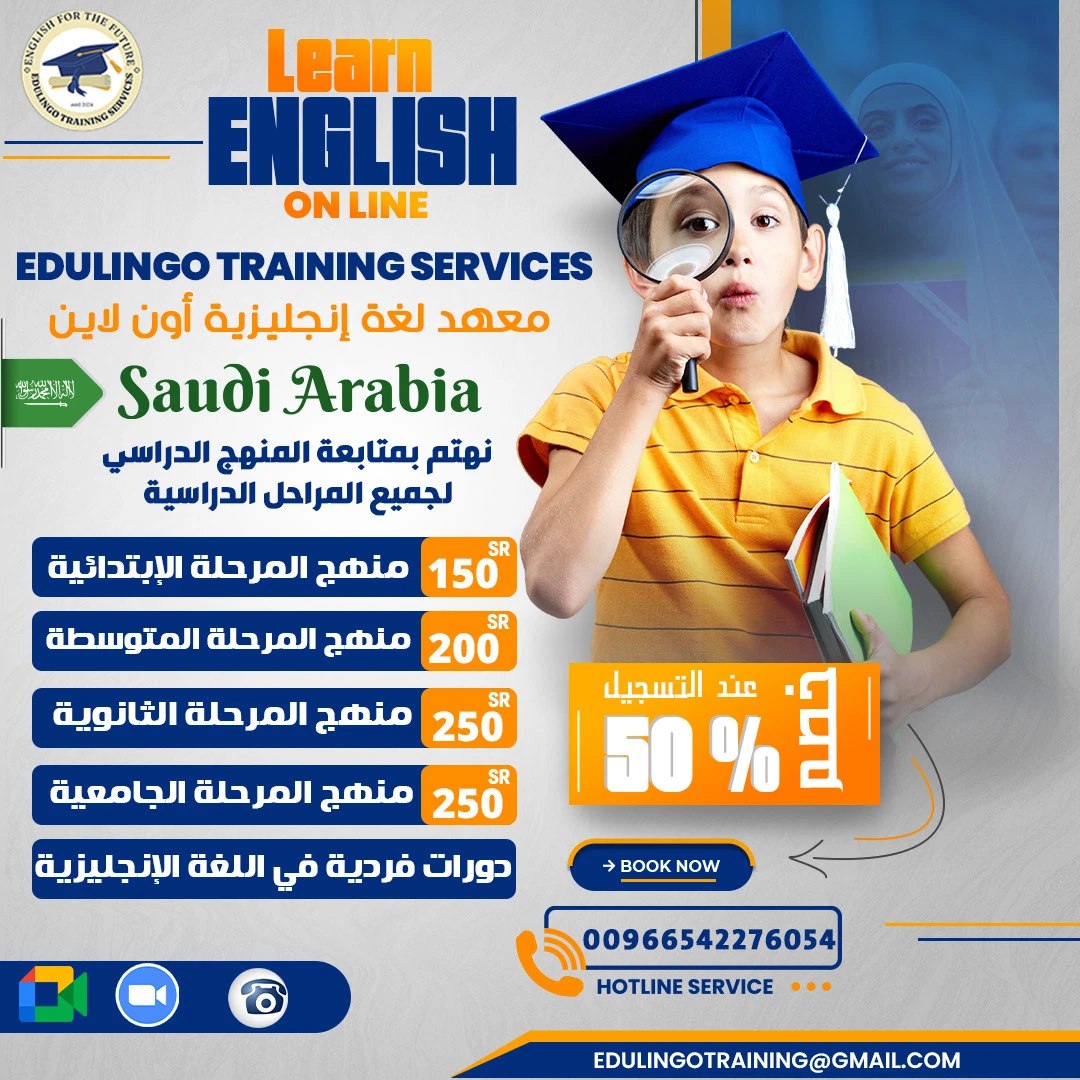 ENGLISH FOR THE FUTURE
EDULINGO TRAINING SERVICES
Learn
ENGLISH
ON LINE
EDULINGO TRAINING SERVICES
معهد لغة إنجليزية أون لاين
Saudi Arabia
نهتم بمتابعة المنهج الدراسي
لجميع المراحل الدراسية
منهج المرحلة الإبتدائية 150 SR
منهج المرحلة المتوسطة 200 SR
منهج المرحلة الثانوية 250 SR
منهج المرحلة الجامعية 250 SR
دورات فردية في اللغة الإنجليزية
خصم
عند التسجيل
50 %
→ BOOK NOW
00966542276054
HOTLINE SERVICE
EDULINGOTRAINING@GMAIL.COM